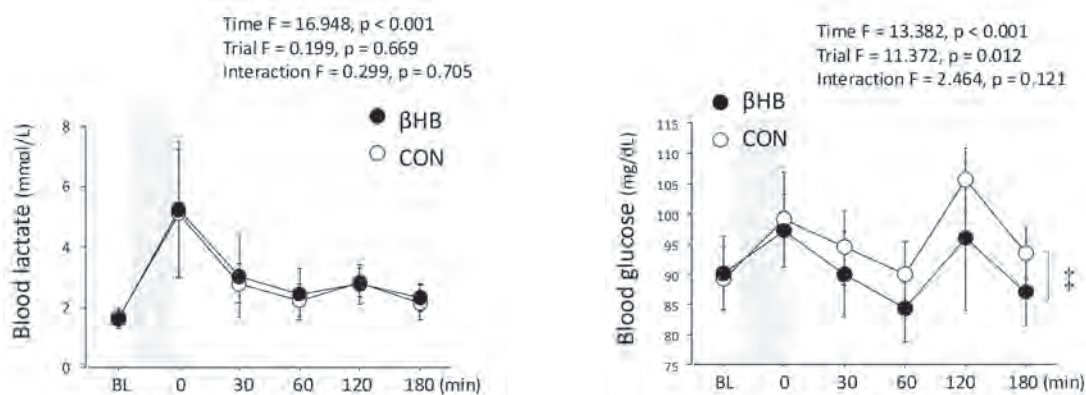 Time F = 16.948, p < 0.001
Trial F = 0.199, p = 0.669
Interaction F = 0.299, p = 0.705
βHB
CON
Blood lactate (mmol/L)
8
6
4
2
0
BL 0 30 60 120 180 (min)
Time F = 13.382, p < 0.001
Trial F = 11.372, p = 0.012
Interaction F = 2.464, p = 0.121
βHB
CON
Blood glucose (mg/dL)
115
110
105
100
95
90
85
80
75
BL 0 30 60 120 180 (min)
‡